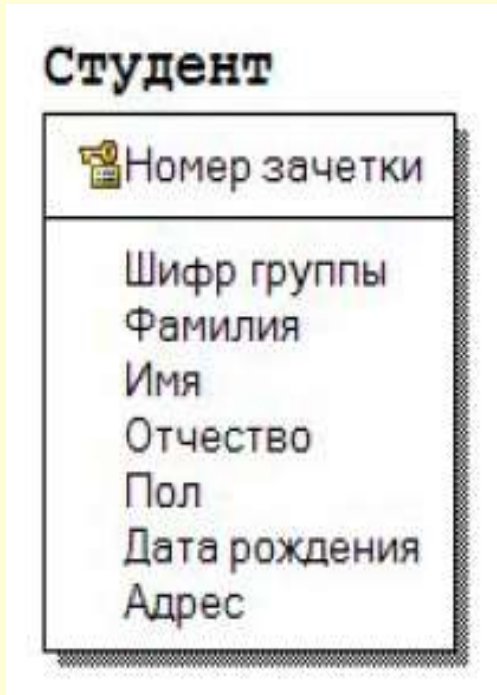 Студент
Номер зачетки
Шифр группы
Фамилия
Имя
Отчество
Пол
Дата рождения
Адрес